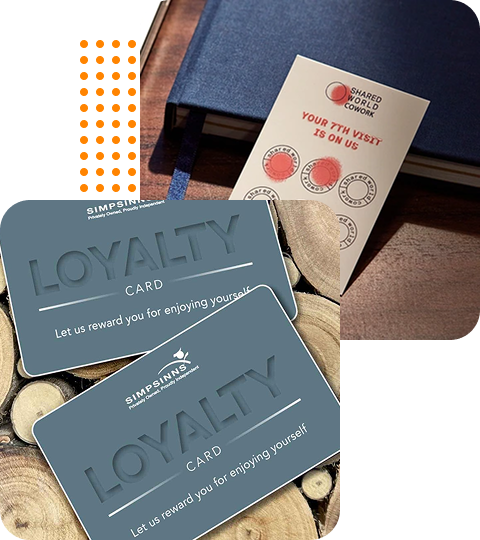 SHARED
WORLD
COWORK
YOUR 7TH VISIT
IS ON US
SIMPSINNS
Privately Owned, Proudly Independent
LOYALTY
CARD
Let us reward you for enjoying yourself
SIMPSINNS
Privately Owned, Proudly Independent
LOYALTY
CARD
Let us reward you for enjoying yourself